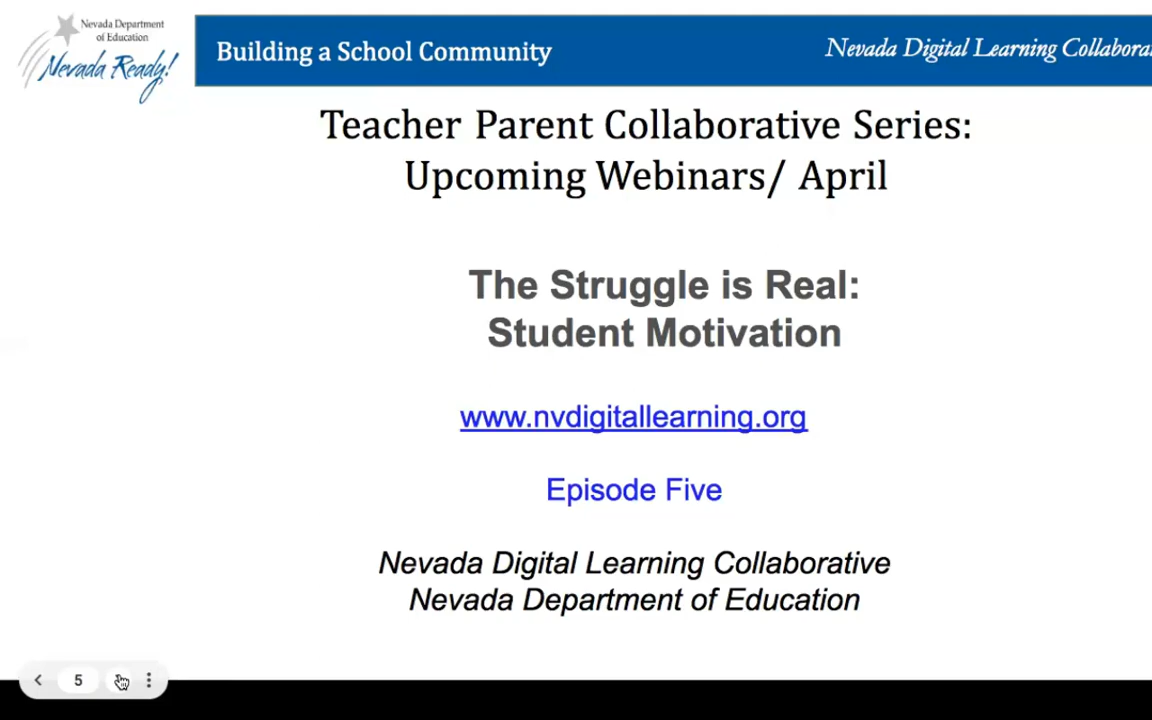 Nevada Department
of Education
Nevada Ready!
Building a School Community
Nevada Digital Learning
Teacher Parent Collaborative Series:
Upcoming Webinars/ April
The Struggle is Real:
Student Motivation
www.nvdigitallearning.org
Episode Five
Nevada Digital Learning Collaborative
Nevada Department of Education
5